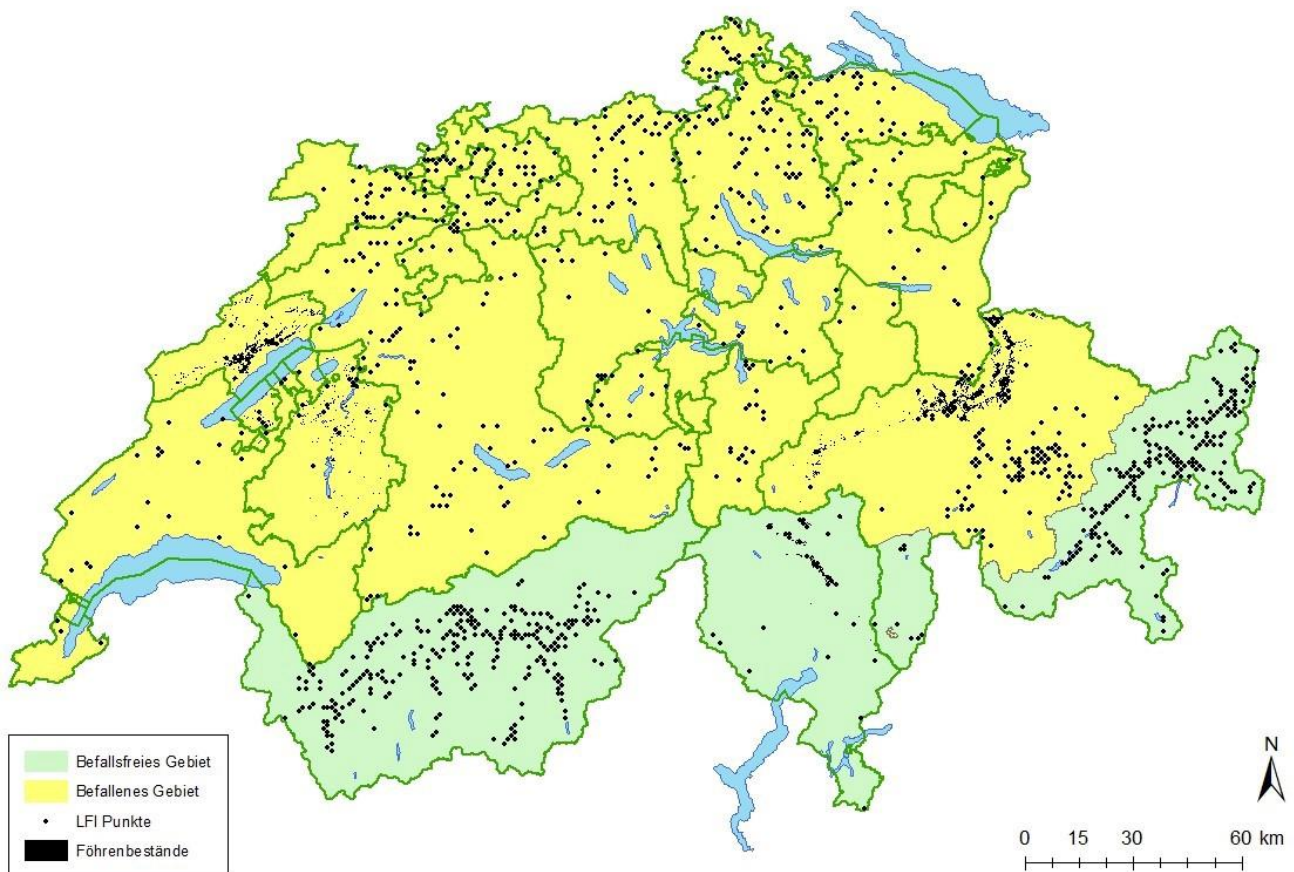 Befallsfreies Gebiet
Befallenes Gebiet
LFI Punkte
Föhrenbestände
N
0 15 30 60 km